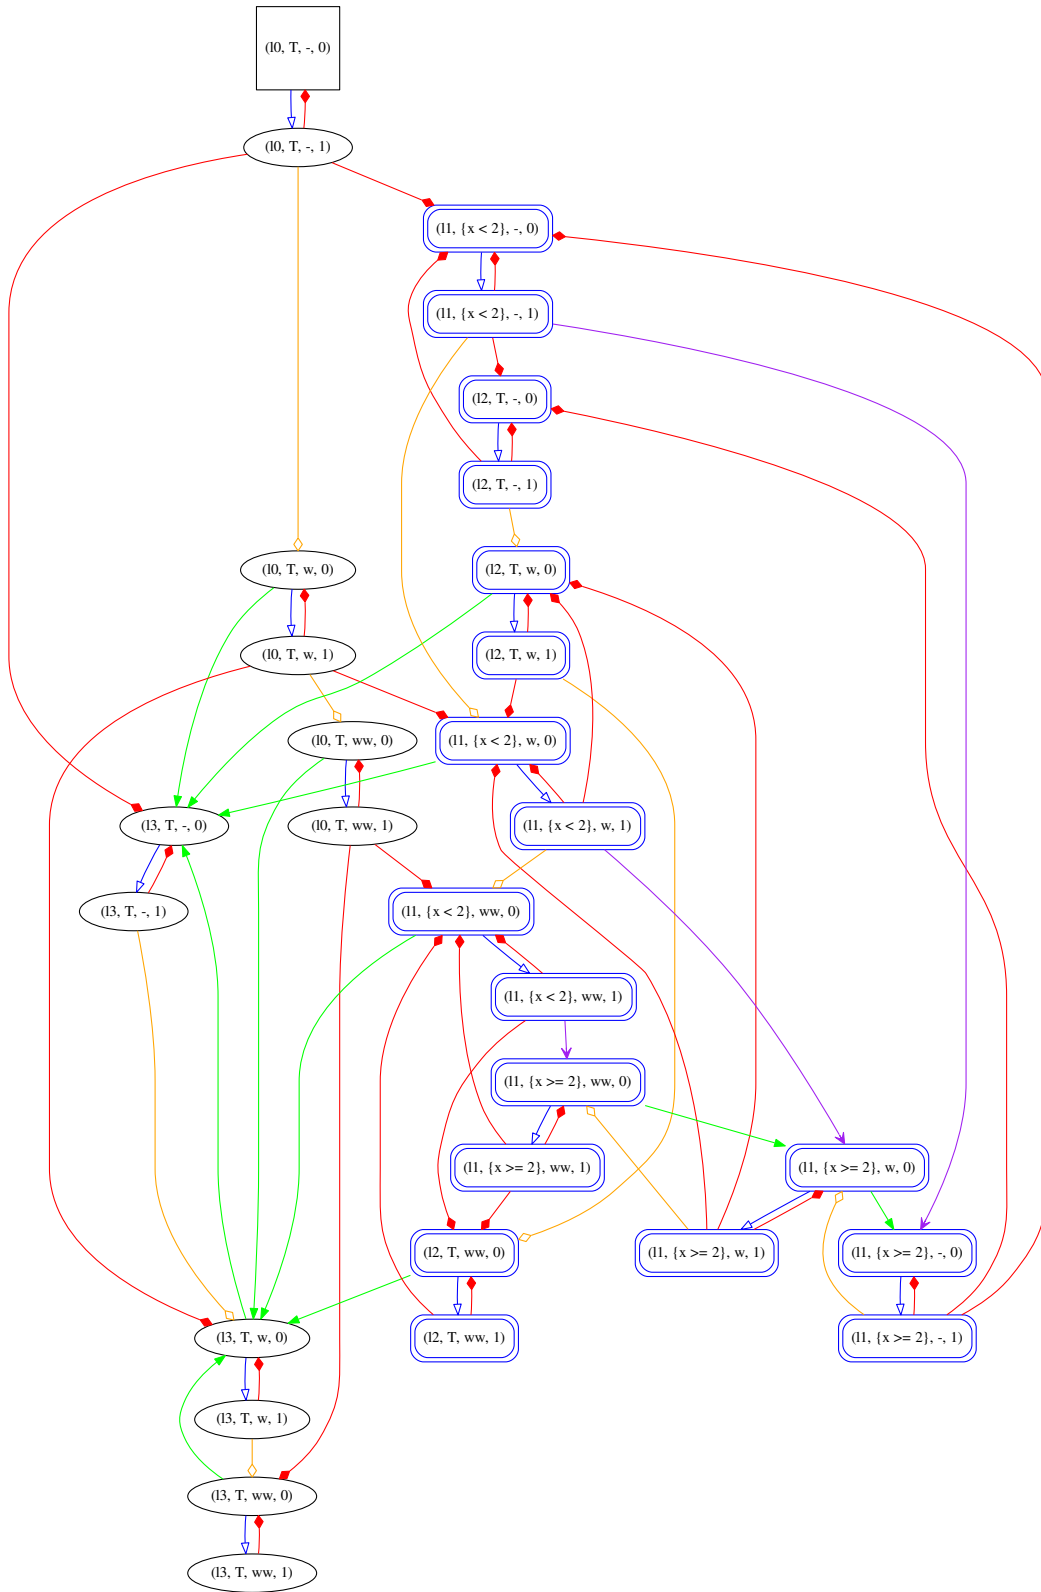 (l0, T, -, 0)
(l0, T, -, 1)
(l1, {x < 2}, -, 0)
(l1, {x < 2}, -, 1)
(l2, T, -, 0)
(l2, T, -, 1)
(l0, T, w, 0)
(l2, T, w, 0)
(l0, T, w, 1)
(l2, T, w, 1)
(l0, T, ww, 0)
(l1, {x < 2}, w, 0)
(l3, T, -, 0)
(l0, T, ww, 1)
(l1, {x < 2}, w, 1)
(l3, T, -, 1)
(l1, {x < 2}, ww, 0)
(l1, {x < 2}, ww, 1)
(l1, {x >= 2}, ww, 0)
(l1, {x >= 2}, ww, 1)
(l1, {x >= 2}, w, 0)
(l2, T, ww, 0)
(l1, {x >= 2}, w, 1)
(l1, {x >= 2}, -, 0)
(l3, T, w, 0)
(l2, T, ww, 1)
(l1, {x >= 2}, -, 1)
(l3, T, w, 1)
(l3, T, ww, 0)
(l3, T, ww, 1)